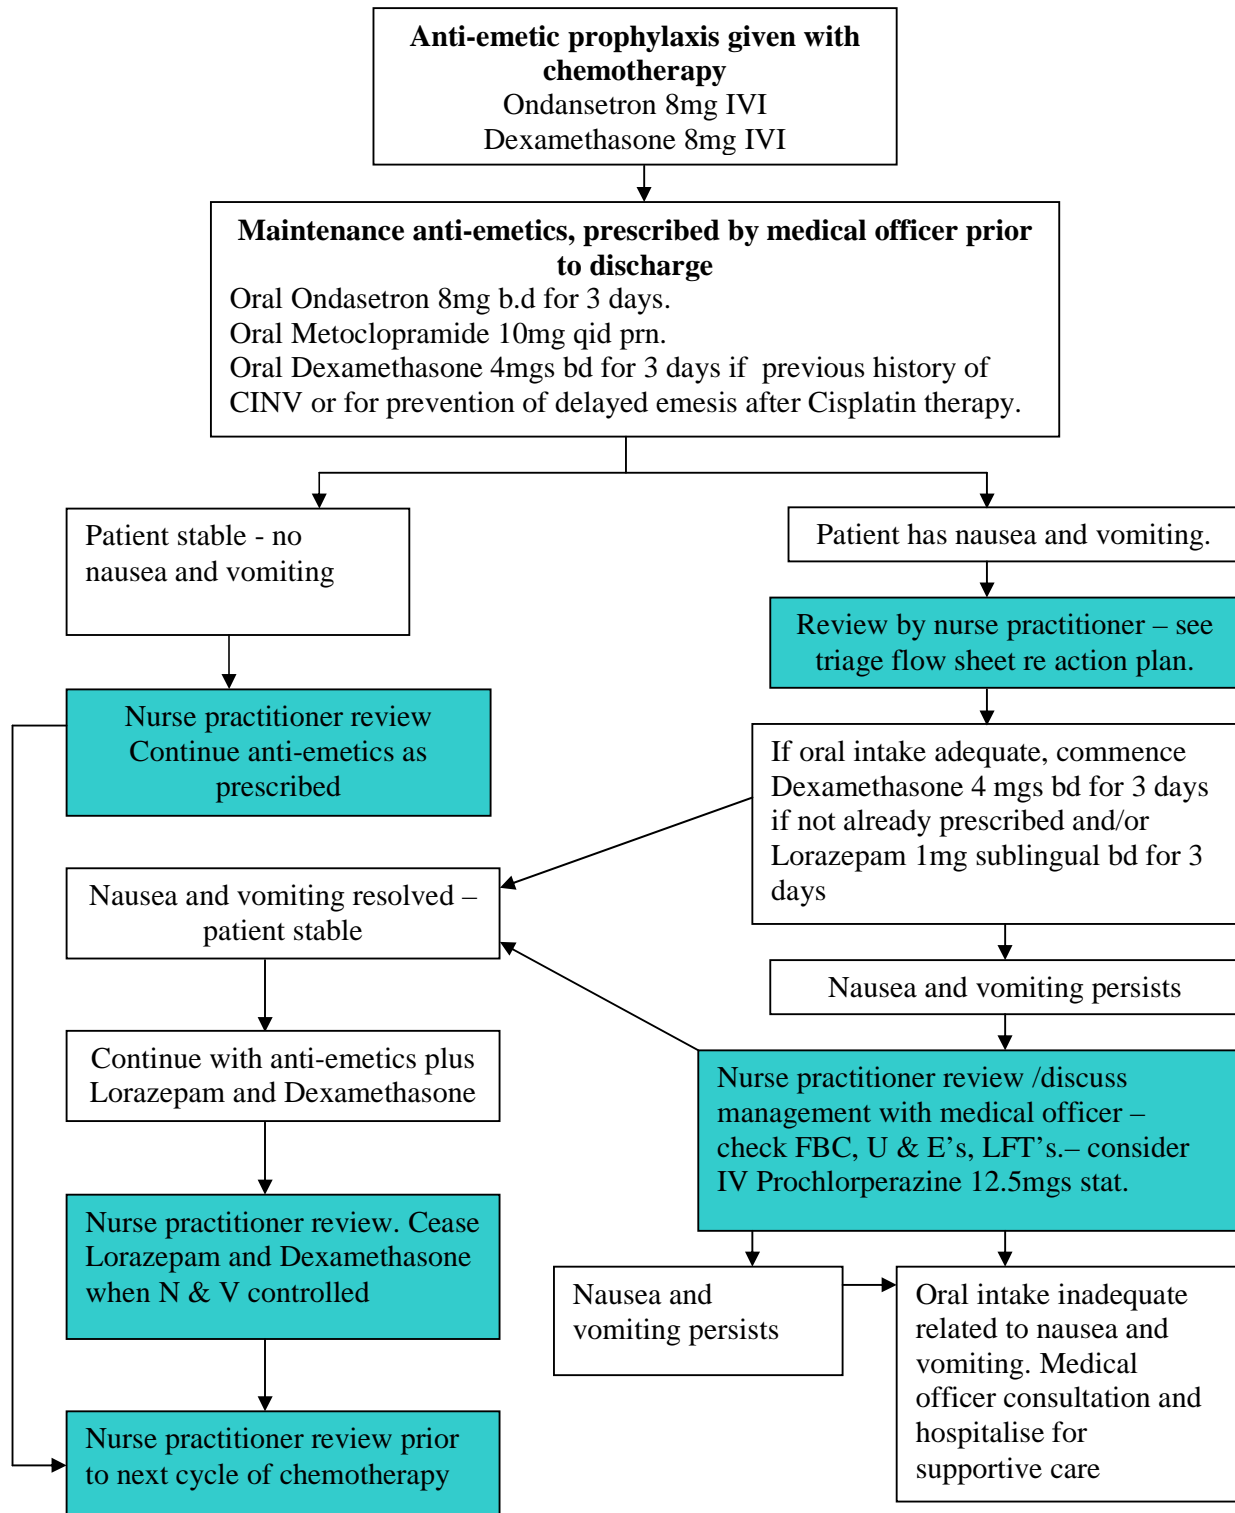 Anti-emetic prophylaxis given with
chemotherapy
Ondansetron 8mg IVI
Dexamethasone 8mg IVI
Maintenance anti-emetics, prescribed by medical officer prior
to discharge
Oral Ondasetron 8mg b.d for 3 days.
Oral Metoclopramide 10mg qid prn.
Oral Dexamethasone 4mgs bd for 3 days if previous history of
CINV or for prevention of delayed emesis after Cisplatin therapy.
Patient stable - no
nausea and vomiting
Patient has nausea and vomiting.
Review by nurse practitioner – see
triage flow sheet re action plan.
Nurse practitioner review
Continue anti-emetics as
prescribed
If oral intake adequate, commence
Dexamethasone 4 mgs bd for 3 days
if not already prescribed and/or
Lorazepam 1mg sublingual bd for 3
days
Nausea and vomiting resolved –
patient stable
Nausea and vomiting persists
Continue with anti-emetics plus
Lorazepam and Dexamethasone
Nurse practitioner review /discuss
management with medical officer –
check FBC, U & E’s, LFT’s.– consider
IV Prochlorperazine 12.5mgs stat.
Nurse practitioner review. Cease
Lorazepam and Dexamethasone
when N & V controlled
Nausea and
vomiting persists
Oral intake inadequate
related to nausea and
vomiting. Medical
officer consultation and
hospitalise for
supportive care
Nurse practitioner review prior
to next cycle of chemotherapy